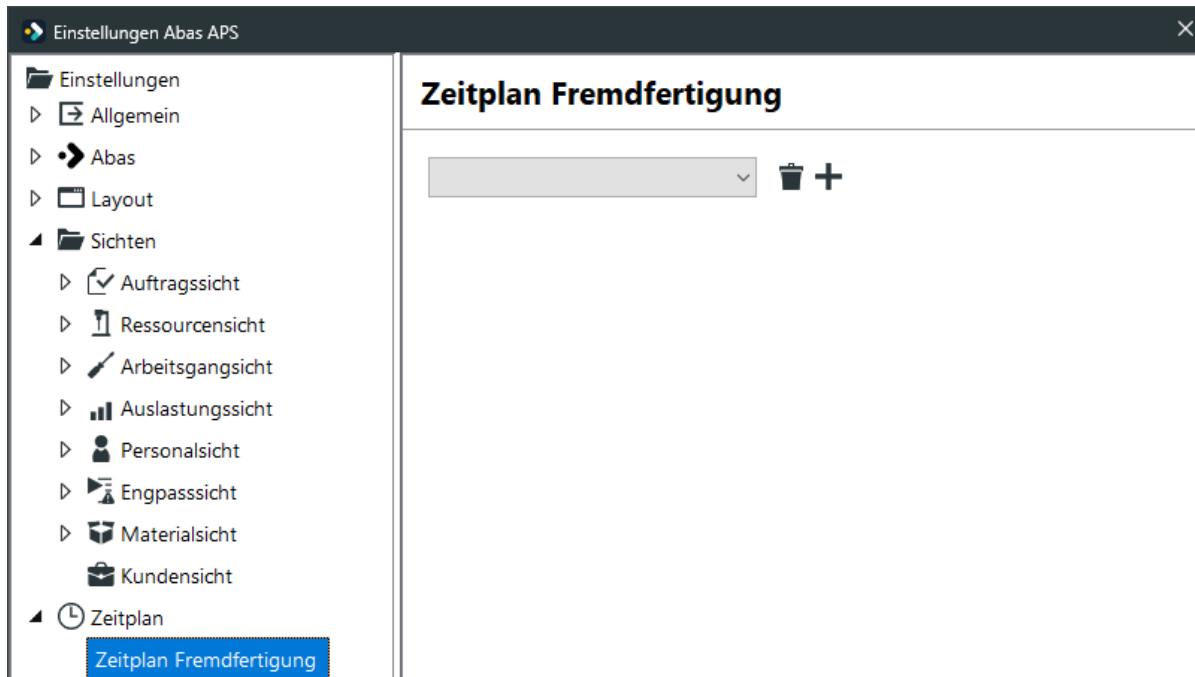 Einstellungen Abas APS
Einstellungen
Allgemein
Abas
Layout
Sichten
Auftragssicht
Ressourcensicht
Arbeitsgangsicht
Auslastungssicht
Personalsicht
Engpasssicht
Materialsicht
Kundensicht
Zeitplan
Zeitplan Fremdfertigung
Zeitplan Fremdfertigung